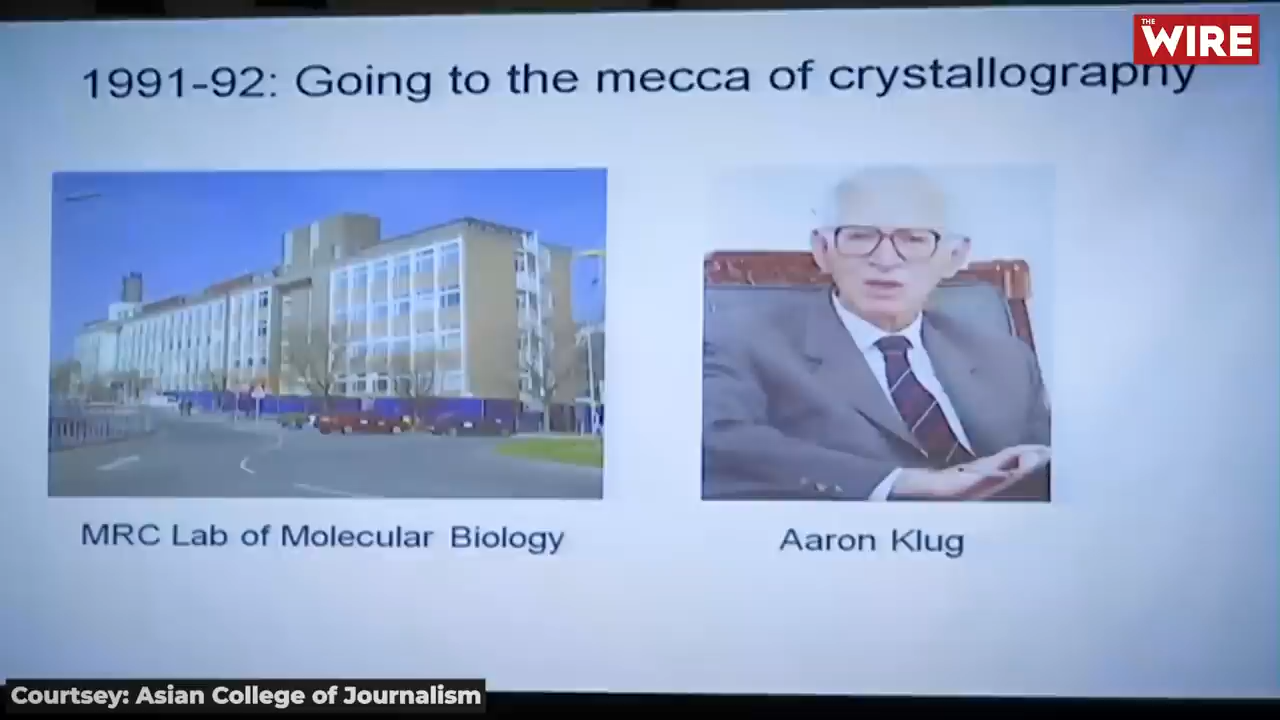 THE
WIRE
1991-92: Going to the mecca of crystallography
MRC Lab of Molecular Biology
Aaron Klug
Courtsey: Asian College of Journalism